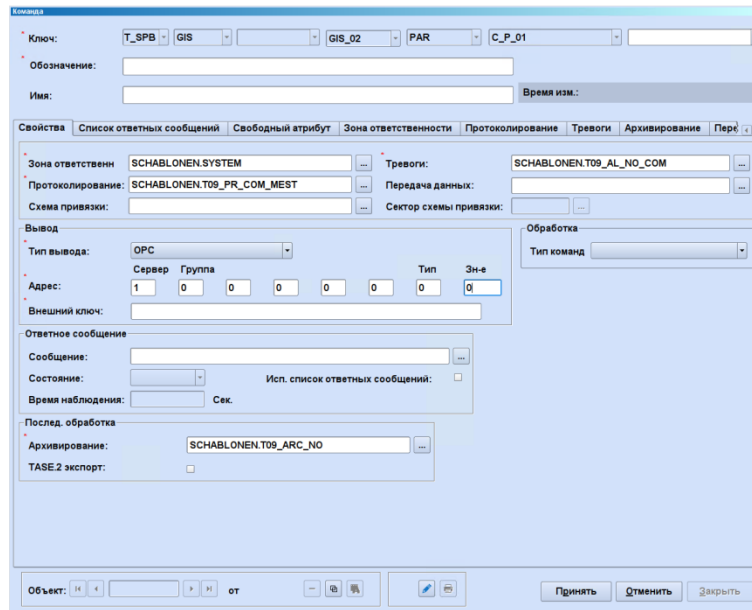 Команда
* Ключ: T_SPB GIS GIS_02 PAR C_P_01
* Обозначение:
Имя: Время изм.:
Свойства Список ответных сообщений Свободный атрибут Зона ответственности Протоколирование Тревоги Архивирование Пере
* Зона ответственн SCHABLONEN.SYSTEM ... * Тревоги: SCHABLONEN.T09_AL_NO_COM ...
* Протоколирование: SCHABLONEN.T09_PR_COM_MEST ... Передача данных: ...
Схема привязки: ... Сектор схемы привязки: ...
Вывод Обработка
* Тип вывода: OPC Тип команд
Сервер Группа Тип Зн-е
* Адрес: 1 0 0 0 0 0 0 0
* Внешний ключ:
Ответное сообщение
Сообщение: ...
Состояние: Исп. список ответных сообщений:
Время наблюдения: Сек.
Послед. обработка
* Архивирование: SCHABLONEN.T09_ARC_NO ...
TASE.2 экспорт:
Объект: от Принять Отменить Закрыть